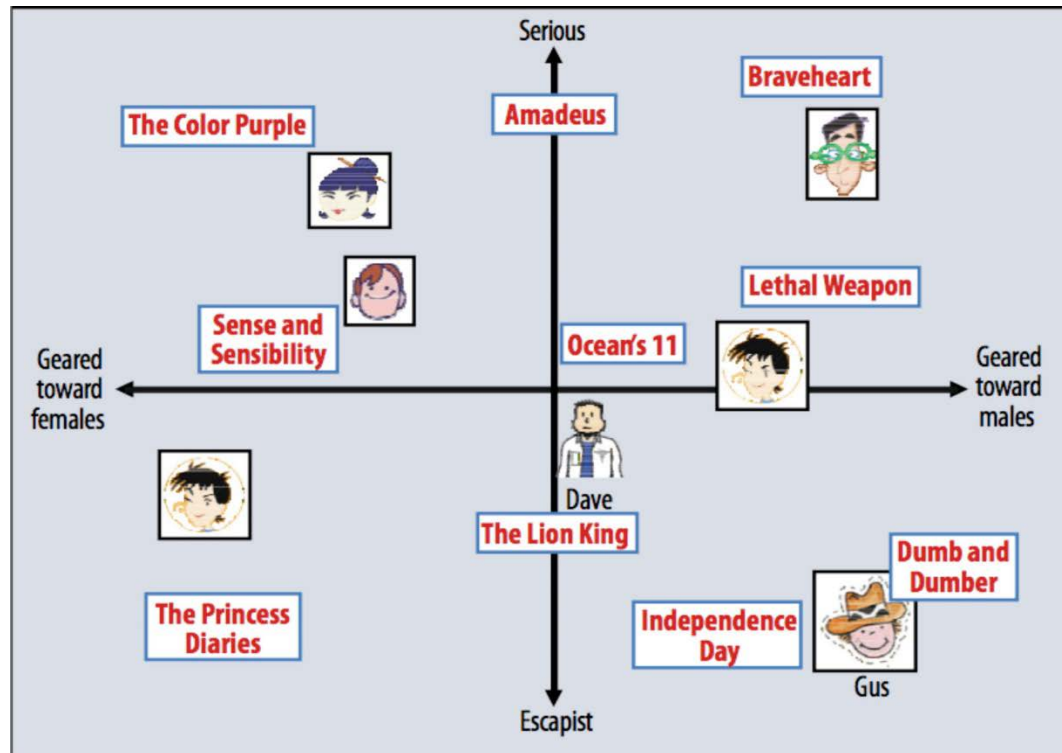 Serious
Braveheart
The Color Purple
Amadeus
Lethal Weapon
Sense and
Sensibility
Ocean's 11
Geared
toward
females
Geared
toward
males
Dave
The Lion King
Dumb and
Dumber
The Princess
Diaries
Independence
Day
Gus
Escapist